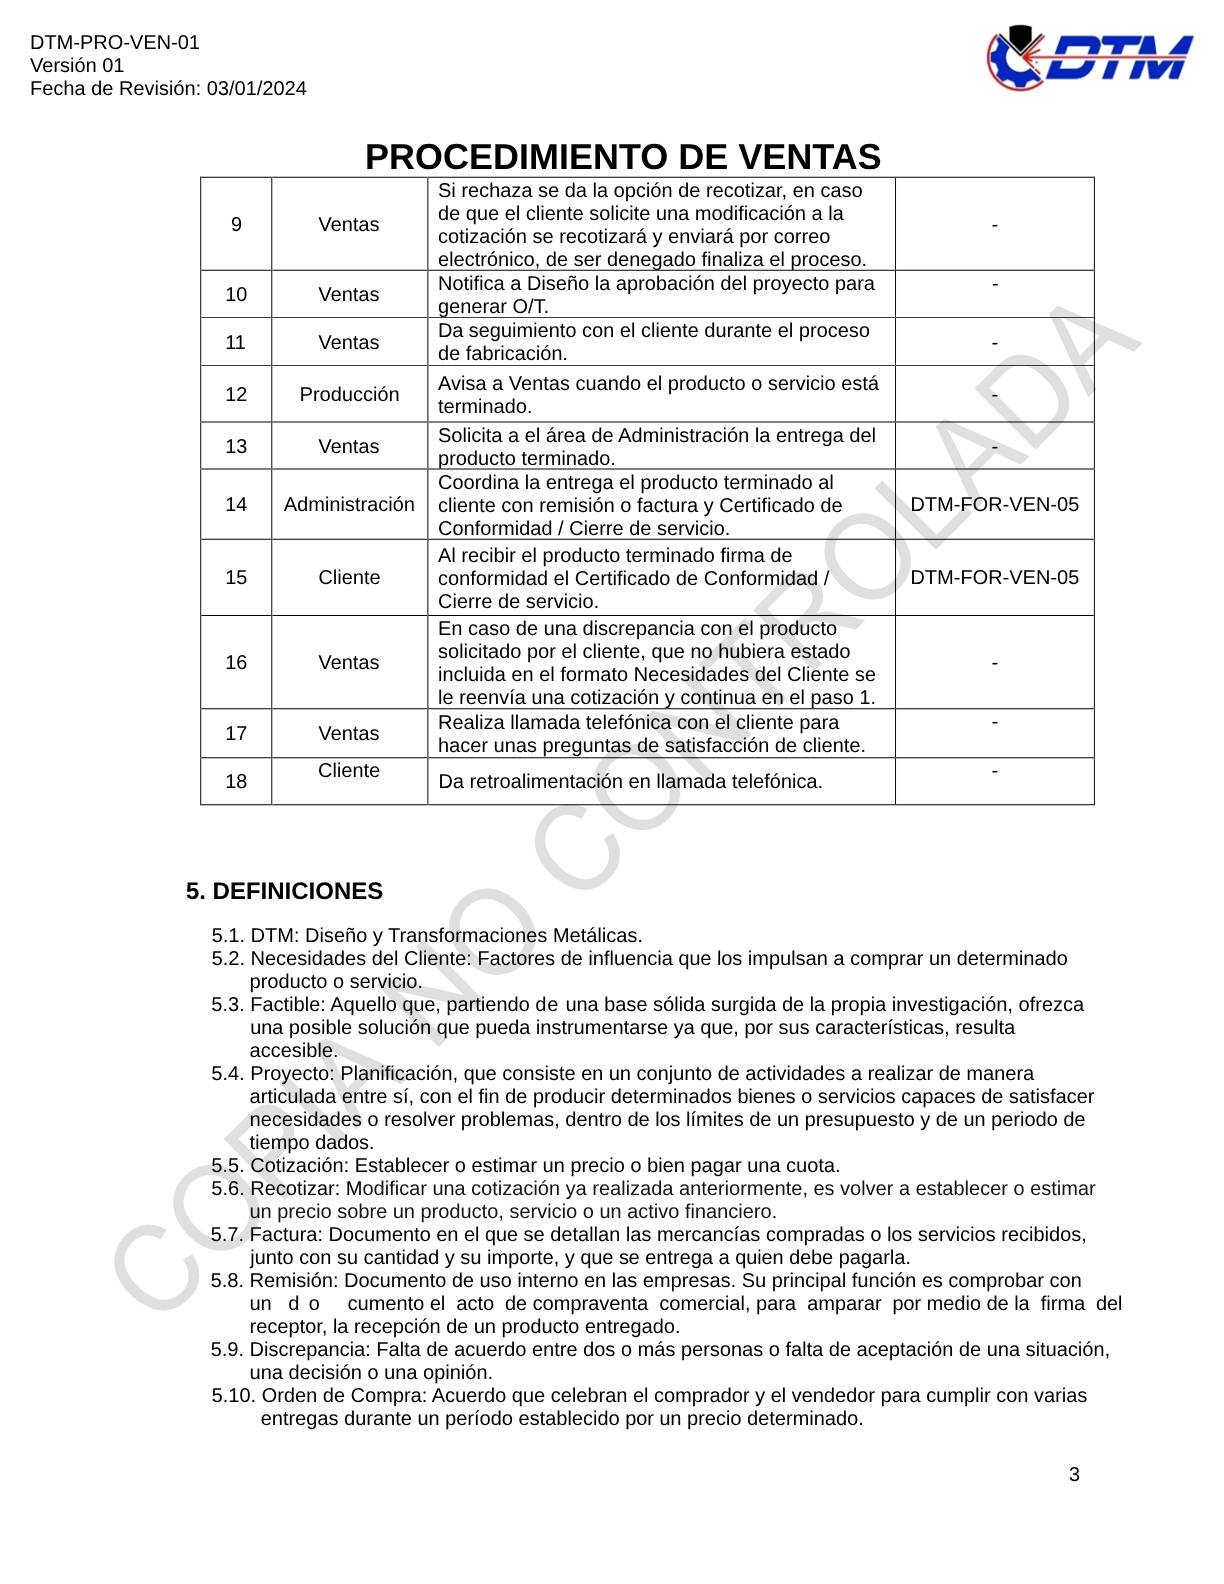 DTM-PRO-VEN-01
Versión 01
Fecha de Revisión: 03/01/2024
DTM
PROCEDIMIENTO DE VENTAS
9 Ventas Si rechaza se da la opción de recotizar, en caso
de que el cliente solicite una modificación a la
cotización se recotizará y enviará por correo
electrónico, de ser denegado finaliza el proceso. -
10 Ventas Notifica a Diseño la aprobación del proyecto para
generar O/T. -
11 Ventas Da seguimiento con el cliente durante el proceso
de fabricación. -
12 Producción Avisa a Ventas cuando el producto o servicio está
terminado. -
13 Ventas Solicita a el área de Administración la entrega del
producto terminado. -
14 Administración Coordina la entrega el producto terminado al
cliente con remisión o factura y Certificado de
Conformidad / Cierre de servicio. DTM-FOR-VEN-05
15 Cliente Al recibir el producto terminado firma de
conformidad el Certificado de Conformidad /
Cierre de servicio. DTM-FOR-VEN-05
16 Ventas En caso de una discrepancia con el producto
solicitado por el cliente, que no hubiera estado
incluida en el formato Necesidades del Cliente se
le reenvía una cotización y continua en el paso 1. -
17 Ventas Realiza llamada telefónica con el cliente para
hacer unas preguntas de satisfacción de cliente. -
18 Cliente Da retroalimentación en llamada telefónica. -
COPIA NO CONTROLADA
5. DEFINICIONES
5.1. DTM: Diseño y Transformaciones Metálicas.
5.2. Necesidades del Cliente: Factores de influencia que los impulsan a comprar un determinado
producto o servicio.
5.3. Factible: Aquello que, partiendo de una base sólida surgida de la propia investigación, ofrezca
una posible solución que pueda instrumentarse ya que, por sus características, resulta
accesible.
5.4. Proyecto: Planificación, que consiste en un conjunto de actividades a realizar de manera
articulada entre sí, con el fin de producir determinados bienes o servicios capaces de satisfacer
necesidades o resolver problemas, dentro de los límites de un presupuesto y de un periodo de
tiempo dados.
5.5. Cotización: Establecer o estimar un precio o bien pagar una cuota.
5.6. Recotizar: Modificar una cotización ya realizada anteriormente, es volver a establecer o estimar
un precio sobre un producto, servicio o un activo financiero.
5.7. Factura: Documento en el que se detallan las mercancías compradas o los servicios recibidos,
junto con su cantidad y su importe, y que se entrega a quien debe pagarla.
5.8. Remisión: Documento de uso interno en las empresas. Su principal función es comprobar con
un d o cumento el acto de compraventa comercial, para amparar por medio de la firma del
receptor, la recepción de un producto entregado.
5.9. Discrepancia: Falta de acuerdo entre dos o más personas o falta de aceptación de una situación,
una decisión o una opinión.
5.10. Orden de Compra: Acuerdo que celebran el comprador y el vendedor para cumplir con varias
entregas durante un período establecido por un precio determinado.
3